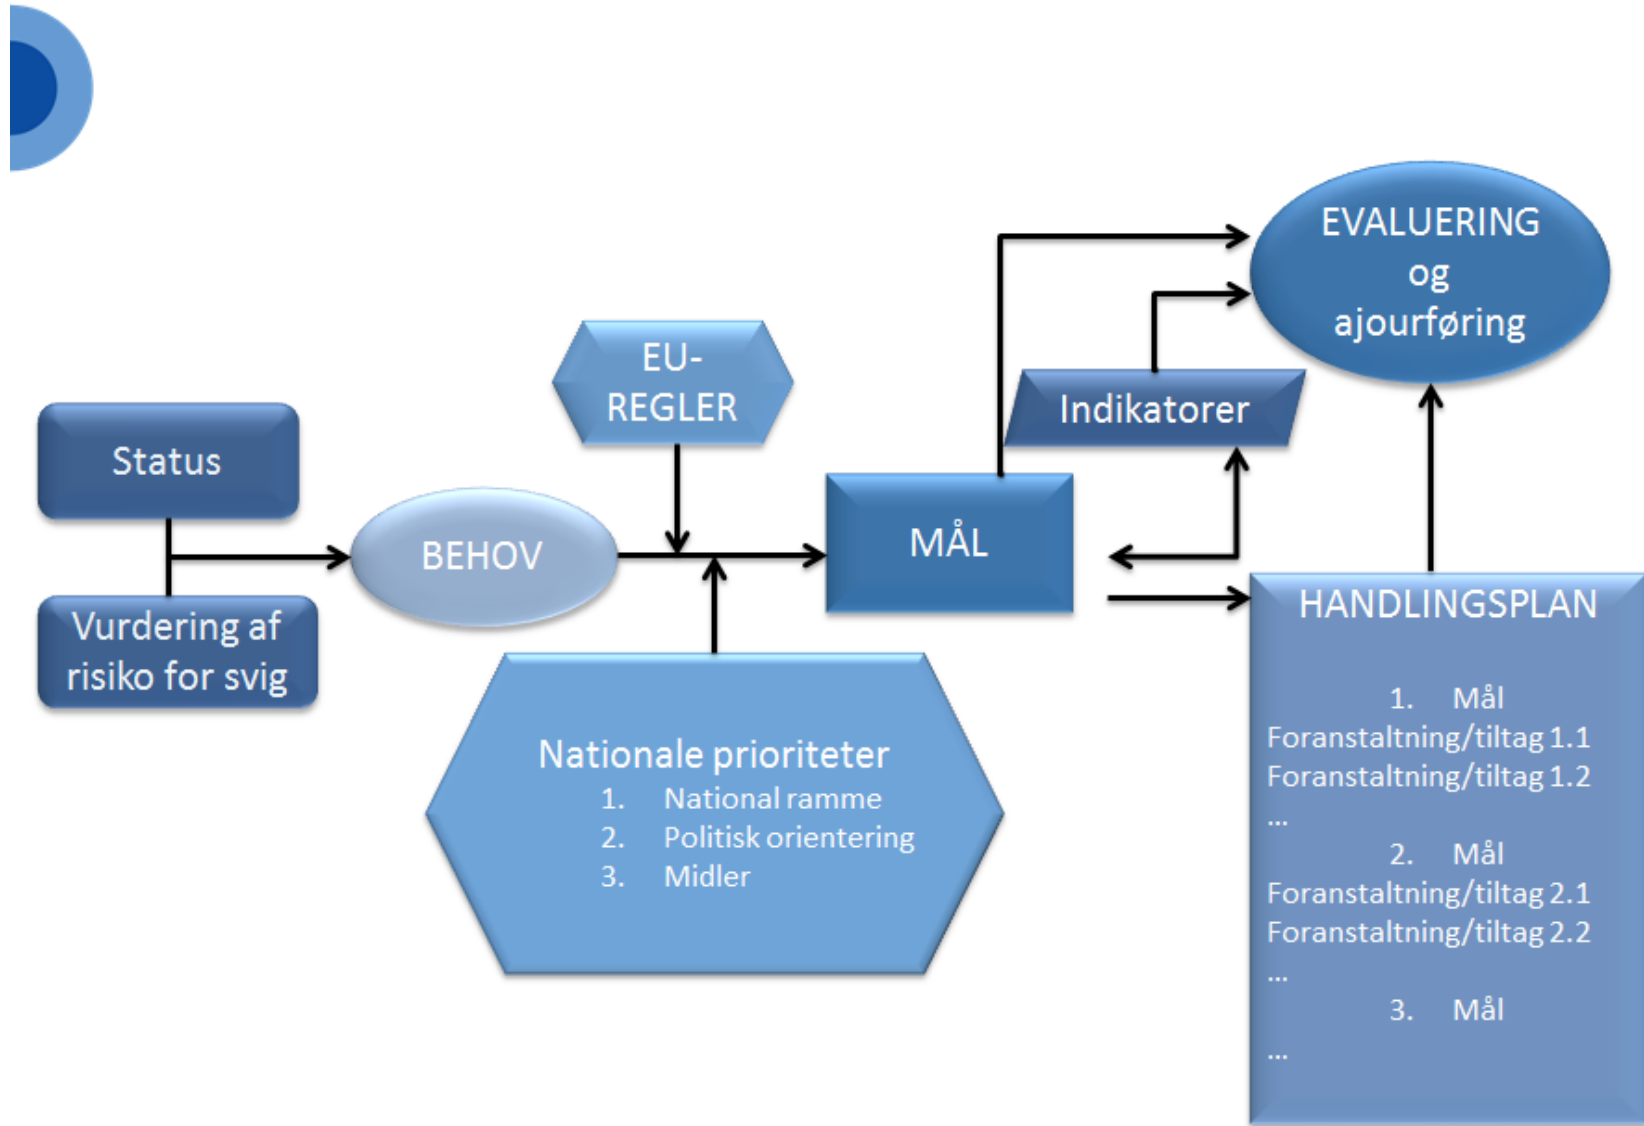 Status
Vurdering af
risiko for svig
BEHOV
EU-
REGLER
Nationale prioriteter
1. National ramme
2. Politisk orientering
3. Midler
MÅL
Indikatorer
EVALUERING
og
ajourføring
HANDLINGSPLAN
1. Mål
Foranstaltning/tiltag 1.1
Foranstaltning/tiltag 1.2
...
2. Mål
Foranstaltning/tiltag 2.1
Foranstaltning/tiltag 2.2
...
3. Mål
...